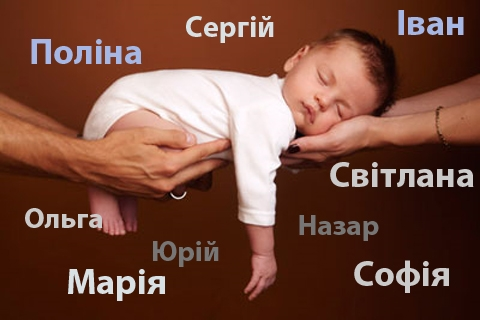 Сергій
Іван
Поліна
Світлана
Ольга
Назар
Юрій
Марія
Софія